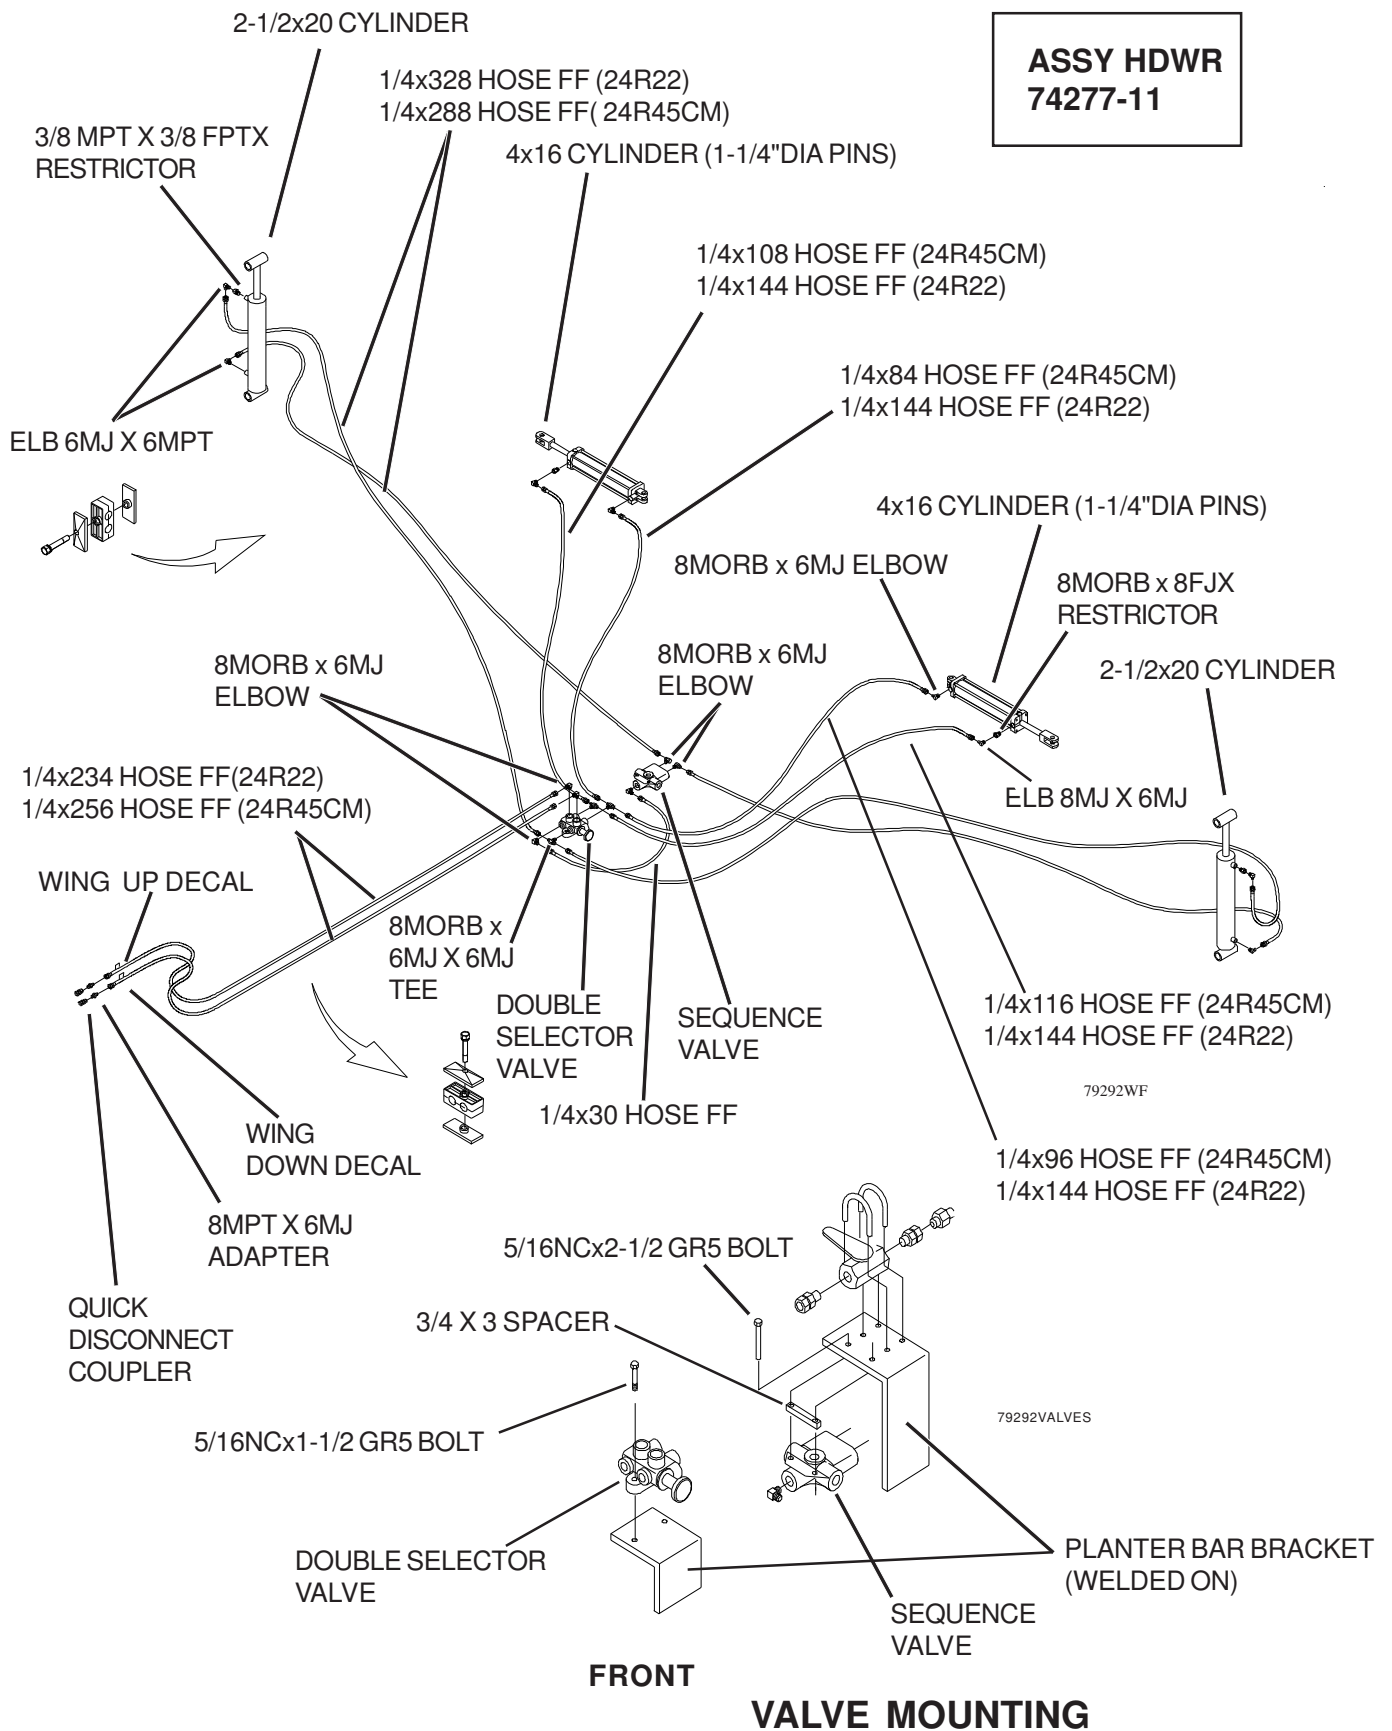 2-1/2x20 CYLINDER
ASSY HDWR
74277-11
1/4x328 HOSE FF (24R22)
1/4x288 HOSE FF( 24R45CM)
3/8 MPT X 3/8 FPTX
RESTRICTOR
4x16 CYLINDER (1-1/4"DIA PINS)
1/4x108 HOSE FF (24R45CM)
1/4x144 HOSE FF (24R22)
1/4x84 HOSE FF (24R45CM)
1/4x144 HOSE FF (24R22)
ELB 6MJ X 6MPT
4x16 CYLINDER (1-1/4"DIA PINS)
8MORB x 6MJ ELBOW
8MORB x 8FJX
RESTRICTOR
8MORB x 6MJ
ELBOW
8MORB x 6MJ
ELBOW
2-1/2x20 CYLINDER
1/4x234 HOSE FF(24R22)
1/4x256 HOSE FF (24R45CM)
ELB 8MJ X 6MJ
WING UP DECAL
8MORB x
6MJ X 6MJ
TEE
DOUBLE
SELECTOR
VALVE
SEQUENCE
VALVE
1/4x116 HOSE FF (24R45CM)
1/4x144 HOSE FF (24R22)
79292WF
1/4x30 HOSE FF
WING
DOWN DECAL
1/4x96 HOSE FF (24R45CM)
1/4x144 HOSE FF (24R22)
8MPT X 6MJ
ADAPTER
5/16NCx2-1/2 GR5 BOLT
QUICK
DISCONNECT
COUPLER
3/4 X 3 SPACER
79292VALVES
5/16NCx1-1/2 GR5 BOLT
DOUBLE SELECTOR
VALVE
PLANTER BAR BRACKET
(WELDED ON)
SEQUENCE
VALVE
FRONT
VALVE MOUNTING